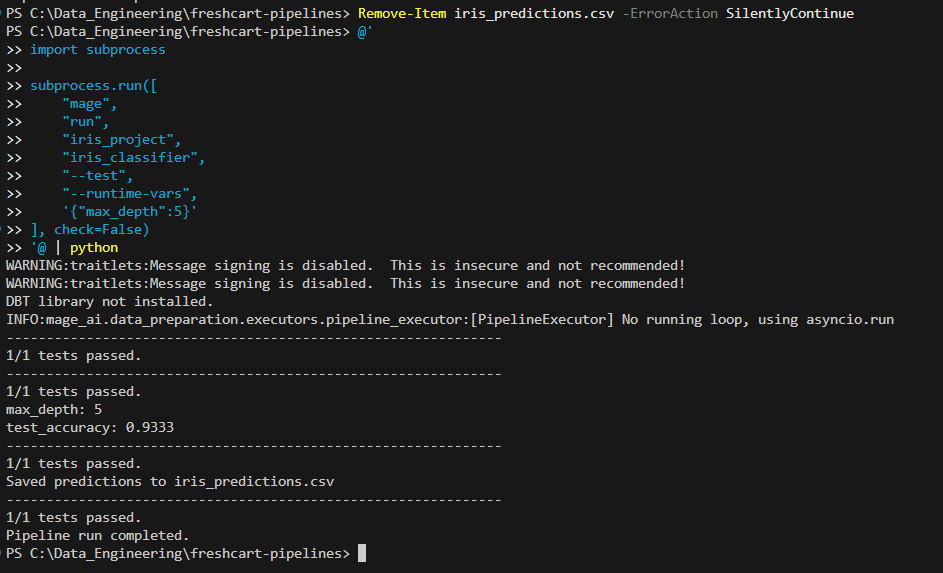 PS C:\Data_Engineering\freshcart-pipelines> Remove-Item iris_predictions.csv -ErrorAction SilentlyContinue
PS C:\Data_Engineering\freshcart-pipelines> @'
>> import subprocess
>>
>> subprocess.run([
>>     "mage",
>>     "run",
>>     "iris_project",
>>     "iris_classifier",
>>     "--test",
>>     "--runtime-vars",
>>     '{"max_depth":5}'
>> ], check=False)
>> '@ | python
WARNING:traitlets:Message signing is disabled.  This is insecure and not recommended!
WARNING:traitlets:Message signing is disabled.  This is insecure and not recommended!
DBT library not installed.
INFO:mage_ai.data_preparation.executors.pipeline_executor:[PipelineExecutor] No running loop, using asyncio.run
--------------------------------------------------------------
1/1 tests passed.
--------------------------------------------------------------
1/1 tests passed.
max_depth: 5
test_accuracy: 0.9333
--------------------------------------------------------------
1/1 tests passed.
Saved predictions to iris_predictions.csv
--------------------------------------------------------------
1/1 tests passed.
Pipeline run completed.
PS C:\Data_Engineering\freshcart-pipelines>